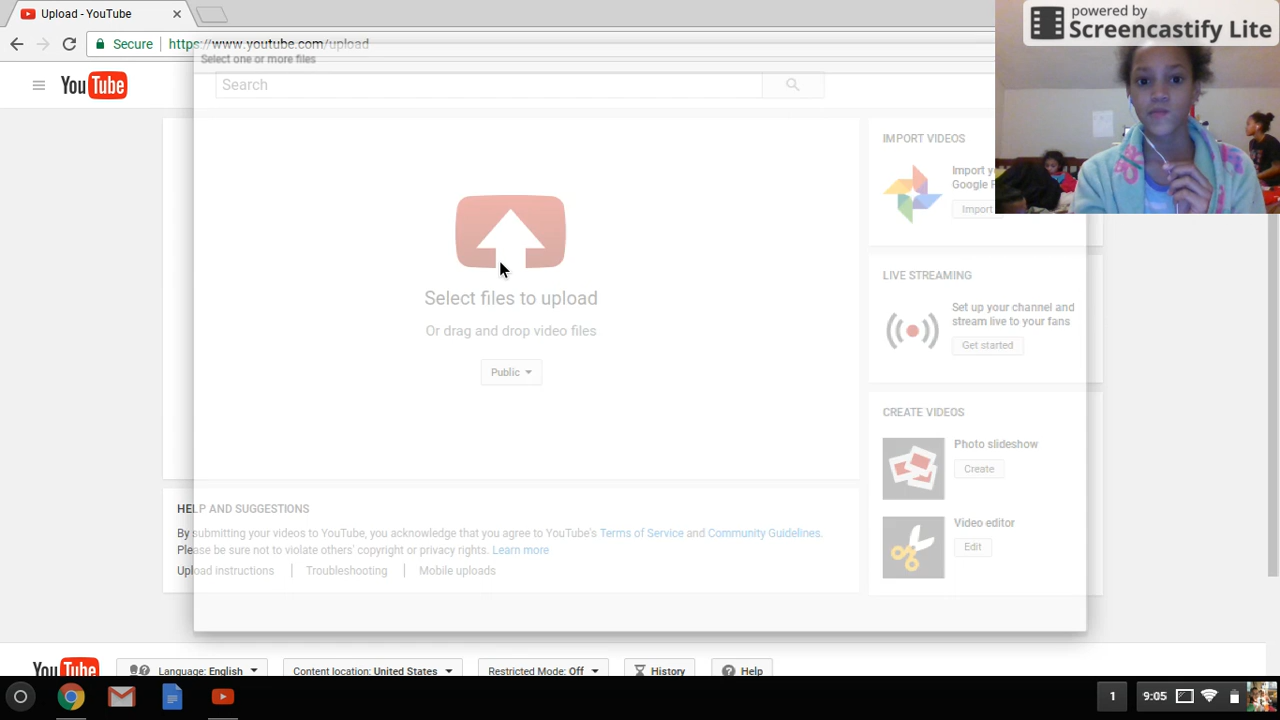 Upload - YouTube
powered by
Screencastify Lite
Secure
https://www.youtube.com/upload
Select one or more files
YouTube
Search
IMPORT VIDEOS
Import
Google
Import
Select files to upload
Or drag and drop video files
Public
LIVE STREAMING
Set up your channel and
stream live to your fans
Get started
CREATE VIDEOS
Photo slideshow
Create
Video editor
Edit
HELP AND SUGGESTIONS
By submitting your videos to YouTube, you acknowledge that you agree to YouTube's Terms of Service and Community Guidelines.
Please be sure not to violate others' copyright or privacy rights. Learn more
Upload instructions
Troubleshooting
Mobile uploads
YouTube
Language: English
Content location: United States
Restricted Mode: Off
History
Help
1
9:05